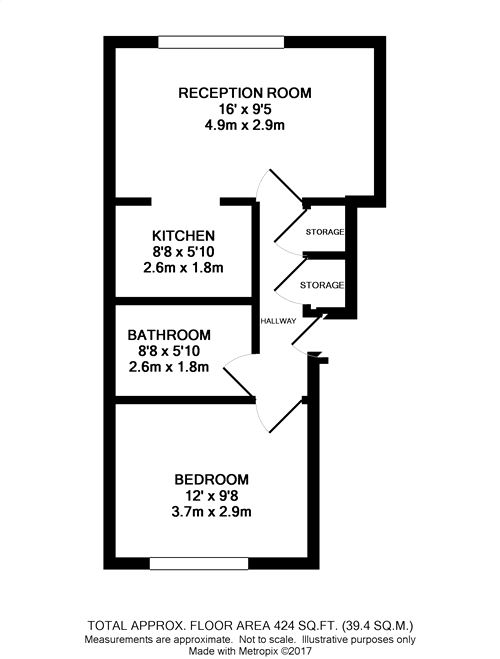 RECEPTION ROOM
16' x 9'5
4.9m x 2.9m
KITCHEN
8'8 x 5'10
2.6m x 1.8m
STORAGE
STORAGE
HALLWAY
BATHROOM
8'8 x 5'10
2.6m x 1.8m
BEDROOM
12' x 9'8
3.7m x 2.9m
TOTAL APPROX. FLOOR AREA 424 SQ.FT. (39.4 SQ.M.)
Measurements are approximate. Not to scale. Illustrative purposes only
Made with Metropix ©2017